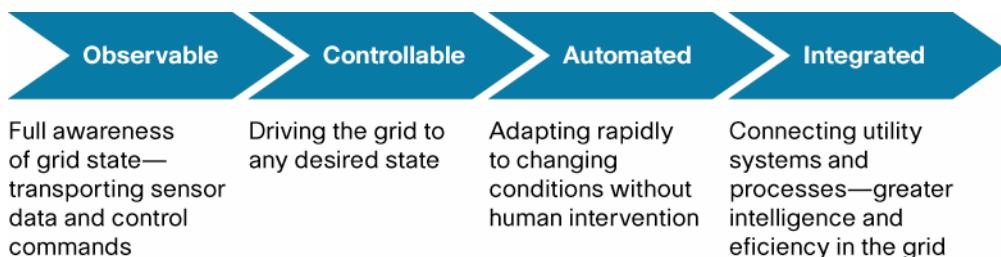 Observable
Controllable
Automated
Integrated
Full awareness
of grid state—
transporting sensor
data and control
commands
Driving the grid to
any desired state
Adapting rapidly
to changing
conditions without
human intervention
Connecting utility
systems and
processes—greater
intelligence and
eficiency in the grid